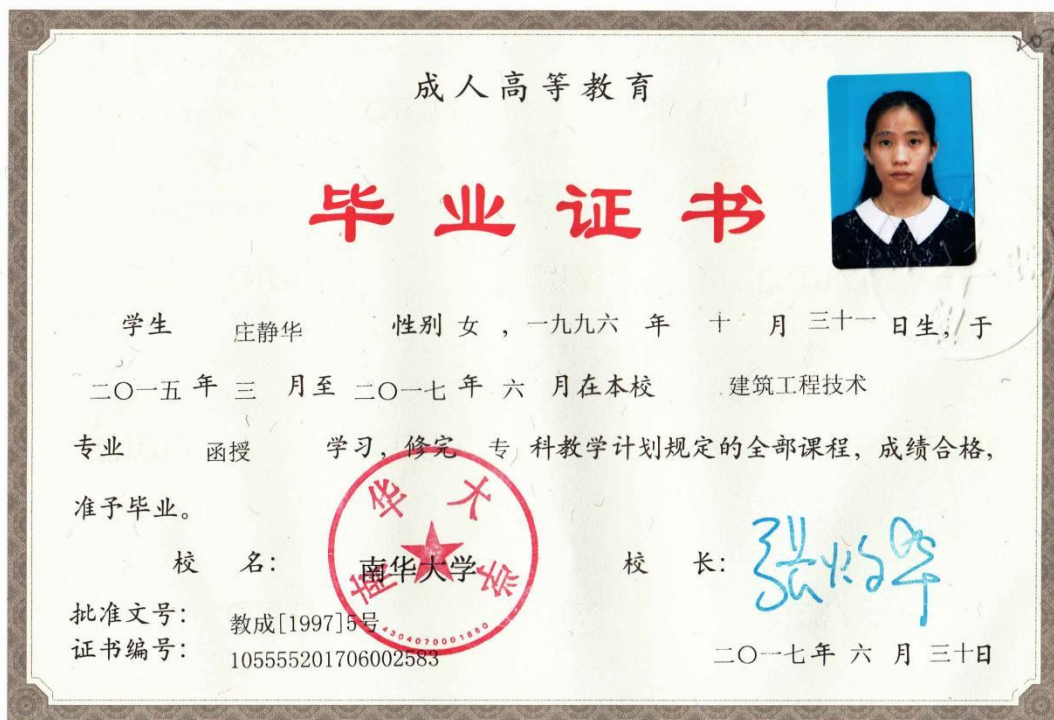 成人高等教育
毕业证书
学生 庄静华 性别 女 ，一九九六 年 十 月 三十一 日生，于
二〇一五 年 三 月至 二〇一七 年 六 月在本校 建筑工程技术
专业 函授 学习，修完 专 科教学计划规定的全部课程，成绩合格，
准予毕业。
校 名： 南华大学 校 长：
南华大学
4304070001880
批准文号： 教成[1997]5号
证书编号： 105555201706002583
二〇一七年 六 月 三十日